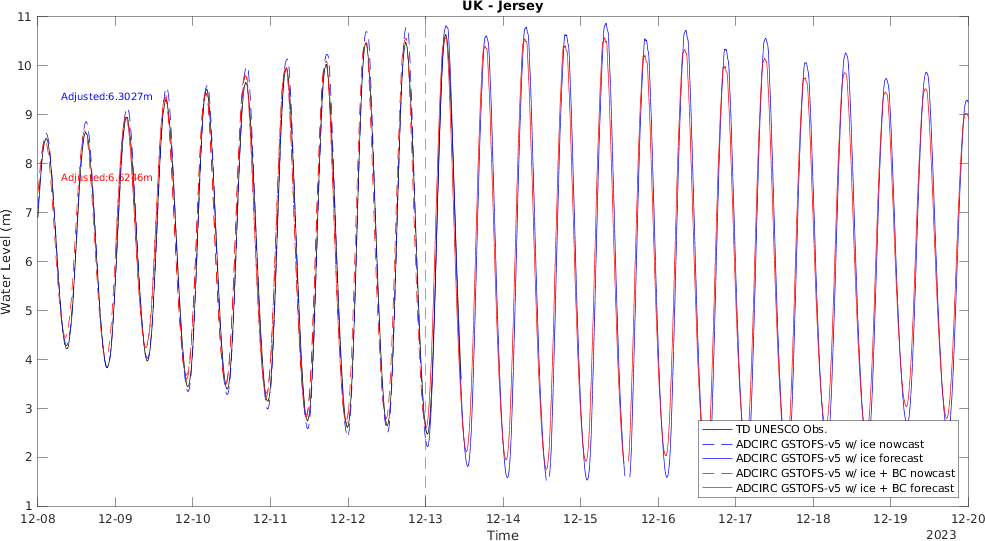 UK - Jersey
11
10
9
8
7
6
5
4
3
2
1
Water Level (m)
Adjusted:6.3027m
Adjusted:6.6246m
TD UNESCO Obs.
ADCIRC GSTOFS-v5 w/ ice nowcast
ADCIRC GSTOFS-v5 w/ ice forecast
ADCIRC GSTOFS-v5 w/ ice + BC nowcast
ADCIRC GSTOFS-v5 w/ ice + BC forecast
12-08 12-09 12-10 12-11 12-12 12-13 12-14 12-15 12-16 12-17 12-18 12-19 12-20
Time
2023